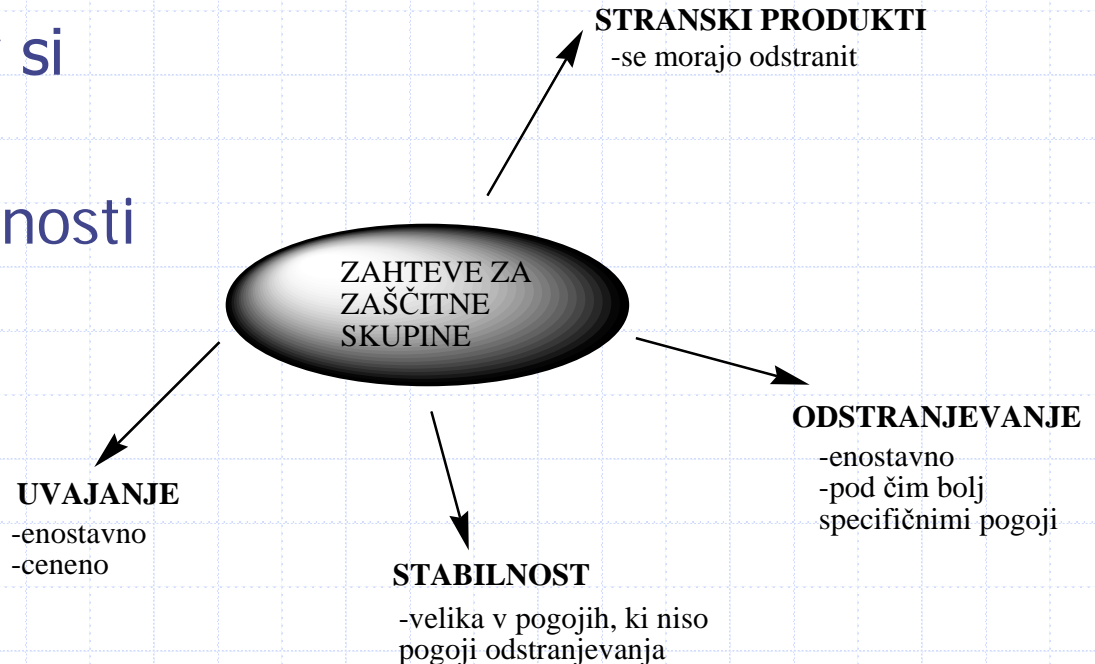 si
nosti
STRANSKI PRODUKTI
-se morajo odstranit
ZAHTEVE ZA
ZAŠČITNE
SKUPINE
ODSTRANJEVANJE
-enostavno
-pod čim bolj
specifičnimi pogoji
UVAJANJE
-enostavno
-ceneno
STABILNOST
-velika v pogojih, ki niso
pogoji odstranjevanja